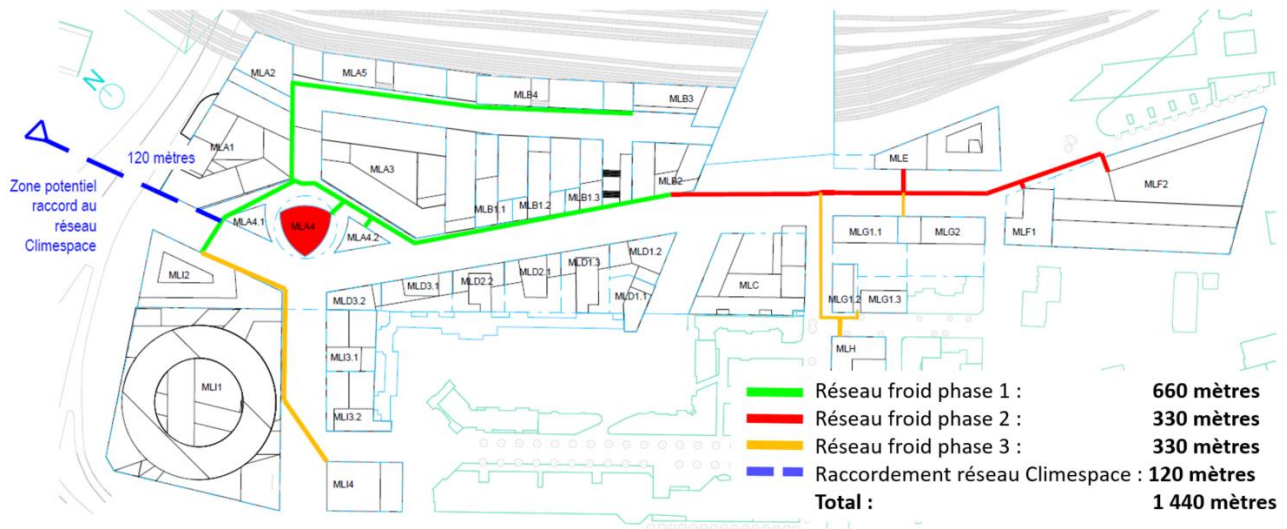 MLA2
MLA5
MLB4
MLB3
N
MLA1
120 mètres
MLA3
MLB2
MLE
Zone potentiel
raccord au
réseau
Climespace
MLB1.1
MLB1.2
MLB1.3
MLF2
MLA4.1
MLA4
MLA4.2
MLG1.1
MLG2
MLF1
MLI2
MLD3.2
MLD3.1
MLD2.2
MLD2.1
MLD1.3
MLD1.2
MLD1.1
MLC
MLG1.2
MLG1.3
MLI3.1
MLH
MLI1
MLI3.2
MLI4
Réseau froid phase 1 : 660 mètres
Réseau froid phase 2 : 330 mètres
Réseau froid phase 3 : 330 mètres
Raccordement réseau Climespace : 120 mètres
Total : 1 440 mètres